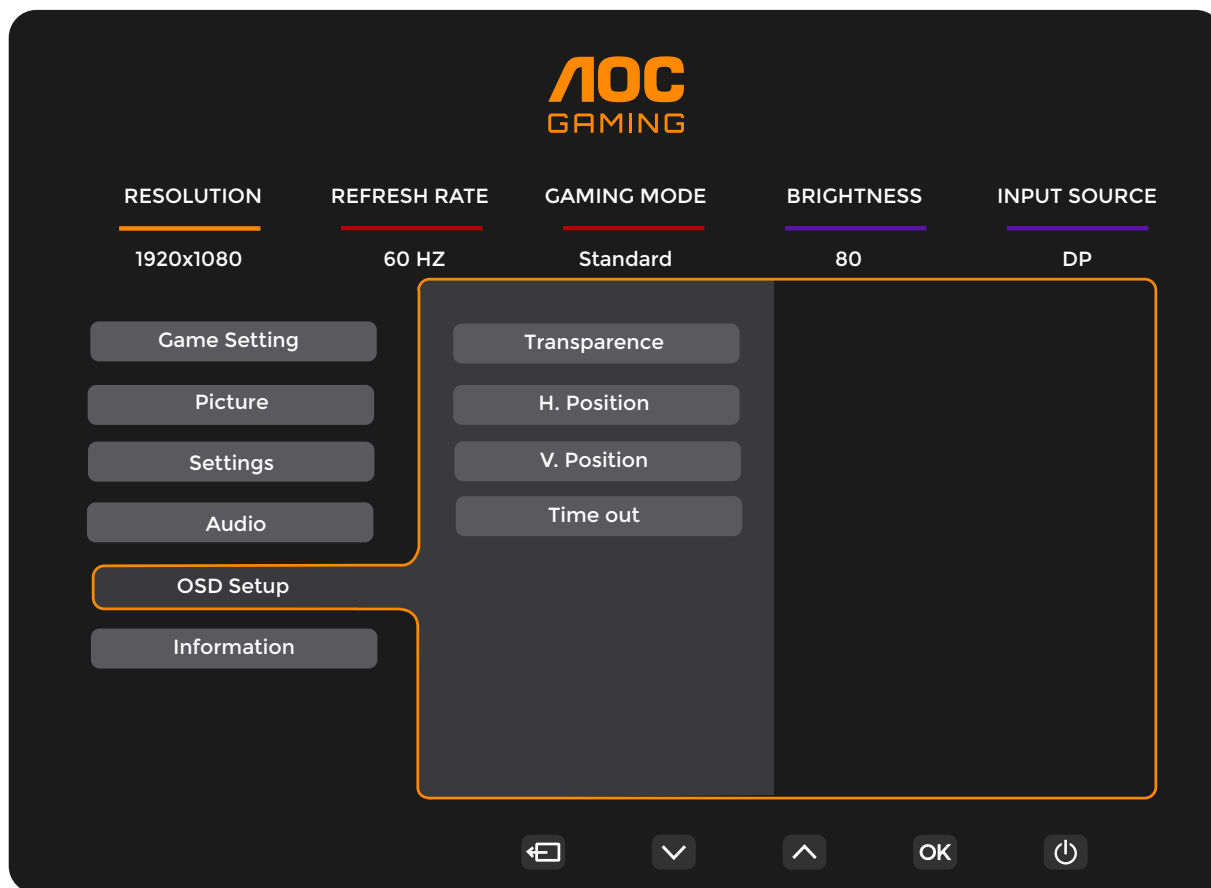 AOC
GAMING
RESOLUTION REFRESH RATE GAMING MODE BRIGHTNESS INPUT SOURCE
1920x1080 60 HZ Standard 80 DP
Game Setting
Picture
Settings
Audio
OSD Setup
Information
Transparence
H. Position
V. Position
Time out
OK